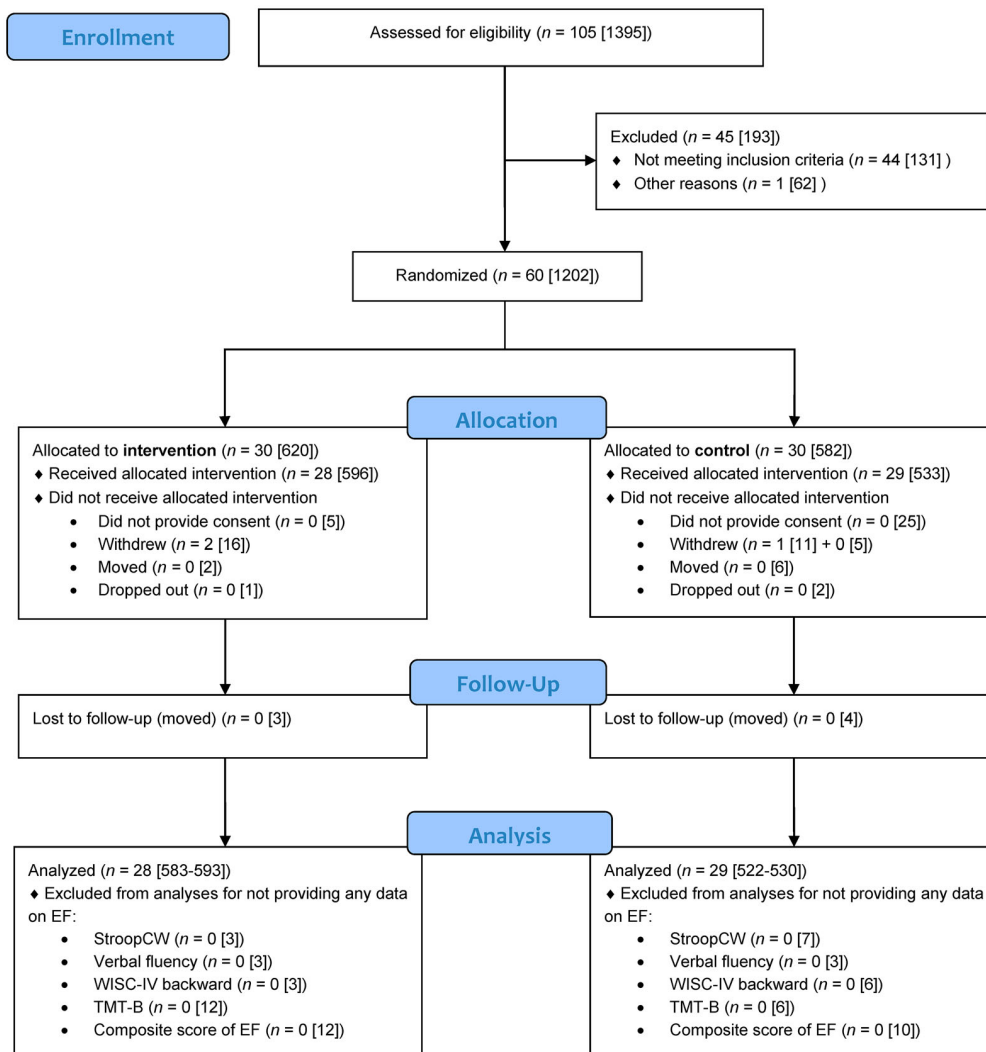 Enrollment
Assessed for eligibility (n = 105 [1395])
Excluded (n = 45 [193])
♦ Not meeting inclusion criteria (n = 44 [131] )
♦ Other reasons (n = 1 [62] )
Randomized (n = 60 [1202])
Allocation
Allocated to intervention (n = 30 [620])
♦ Received allocated intervention (n = 28 [596])
♦ Did not receive allocated intervention
• Did not provide consent (n = 0 [5])
• Withdrew (n = 2 [16])
• Moved (n = 0 [2])
• Dropped out (n = 0 [1])
Allocated to control (n = 30 [582])
♦ Received allocated intervention (n = 29 [533])
♦ Did not receive allocated intervention
• Did not provide consent (n = 0 [25])
• Withdrew (n = 1 [11] + 0 [5])
• Moved (n = 0 [6])
• Dropped out (n = 0 [2])
Follow-Up
Lost to follow-up (moved) (n = 0 [3])
Lost to follow-up (moved) (n = 0 [4])
Analysis
Analyzed (n = 28 [583-593])
♦ Excluded from analyses for not providing any data
on EF:
• StroopCW (n = 0 [3])
• Verbal fluency (n = 0 [3])
• WISC-IV backward (n = 0 [3])
• TMT-B (n = 0 [12])
• Composite score of EF (n = 0 [12])
Analyzed (n = 29 [522-530])
♦ Excluded from analyses for not providing any data
on EF:
• StroopCW (n = 0 [7])
• Verbal fluency (n = 0 [3])
• WISC-IV backward (n = 0 [6])
• TMT-B (n = 0 [6])
• Composite score of EF (n = 0 [10])